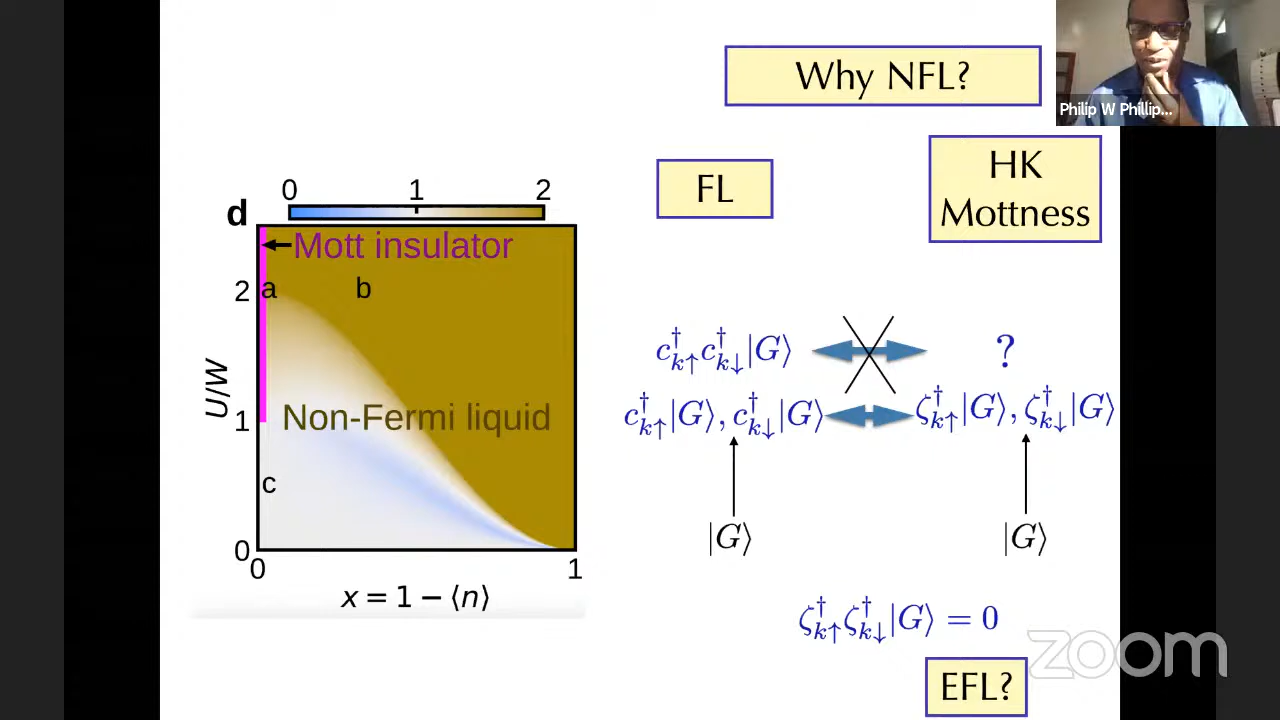 Why NFL?
Philip W Phillip...
FL
HK
Mottness
0 1 2
d
Mott insulator
2
a
b
U/W
1
Non-Fermi liquid
c
0
0
1
x = 1 − ⟨n⟩
c†k↑c†k↓|G⟩
?
c†k↑|G⟩, c†k↓|G⟩
ζ†k↑|G⟩, ζ†k↓|G⟩
|G⟩
|G⟩
ζ†k↑ζ†k↓|G⟩ = 0
zoom
EFL?